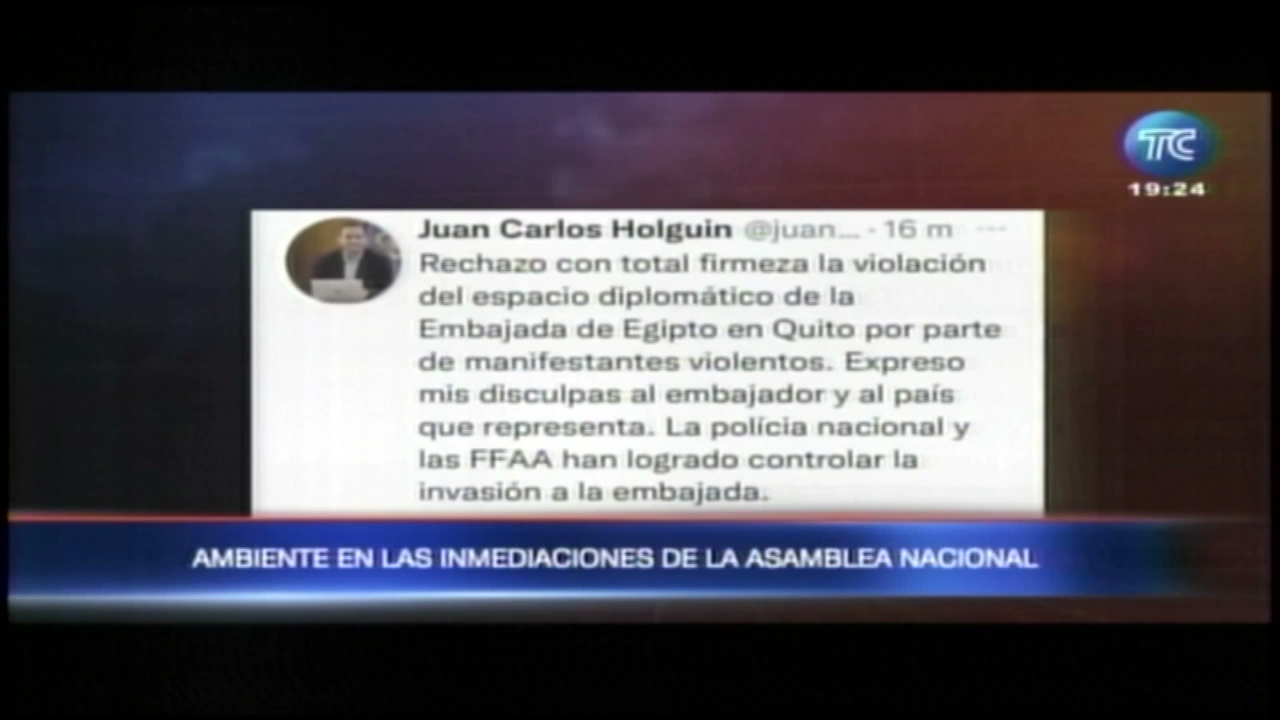 TC
19:24
Juan Carlos Holguin @juan... · 16 m ...
Rechazo con total firmeza la violación
del espacio diplomático de la
Embajada de Egipto en Quito por parte
de manifestantes violentos. Expreso
mis disculpas al embajador y al país
que representa. La polícia nacional y
las FFAA han logrado controlar la
invasión a la embajada.
AMBIENTE EN LAS INMEDIACIONES DE LA ASAMBLEA NACIONAL